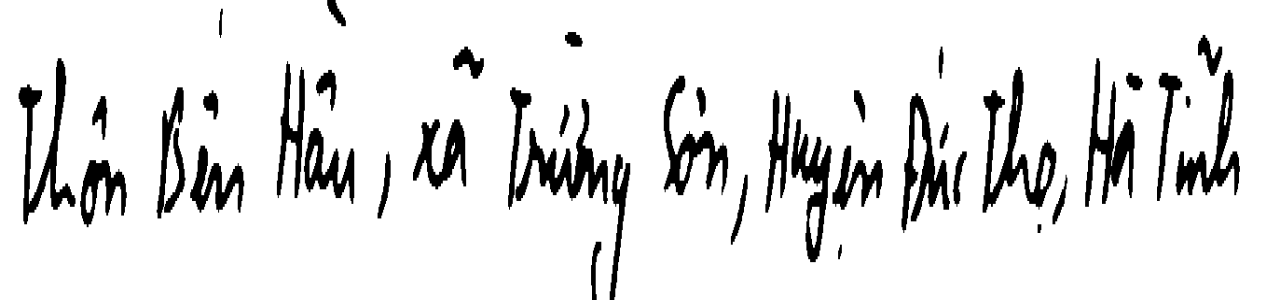 Thôn Bến Hầu, xã Trường Sơn, Huyện Đức Thọ, Hà Tĩnh